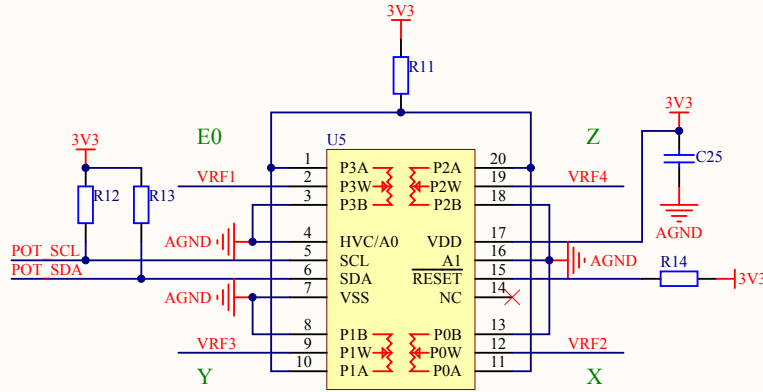 3V3
R11
3V3
E0
U5
Z
C25
3V3
1 P3A P2A 20
VRF1 2 P3W P2W 19 VRF4
R12 R13
3 P3B P2B 18
AGND
AGND 4 HVC/A0 VDD 17
POT_SCL 5 SCL A1 16 AGND
POT_SDA 6 SDA RESET 15 R14 3V3
AGND 7 VSS NC 14
8 P1B P0B 13
VRF3 9 P1W P0W 12 VRF2
10 P1A P0A 11
Y
X